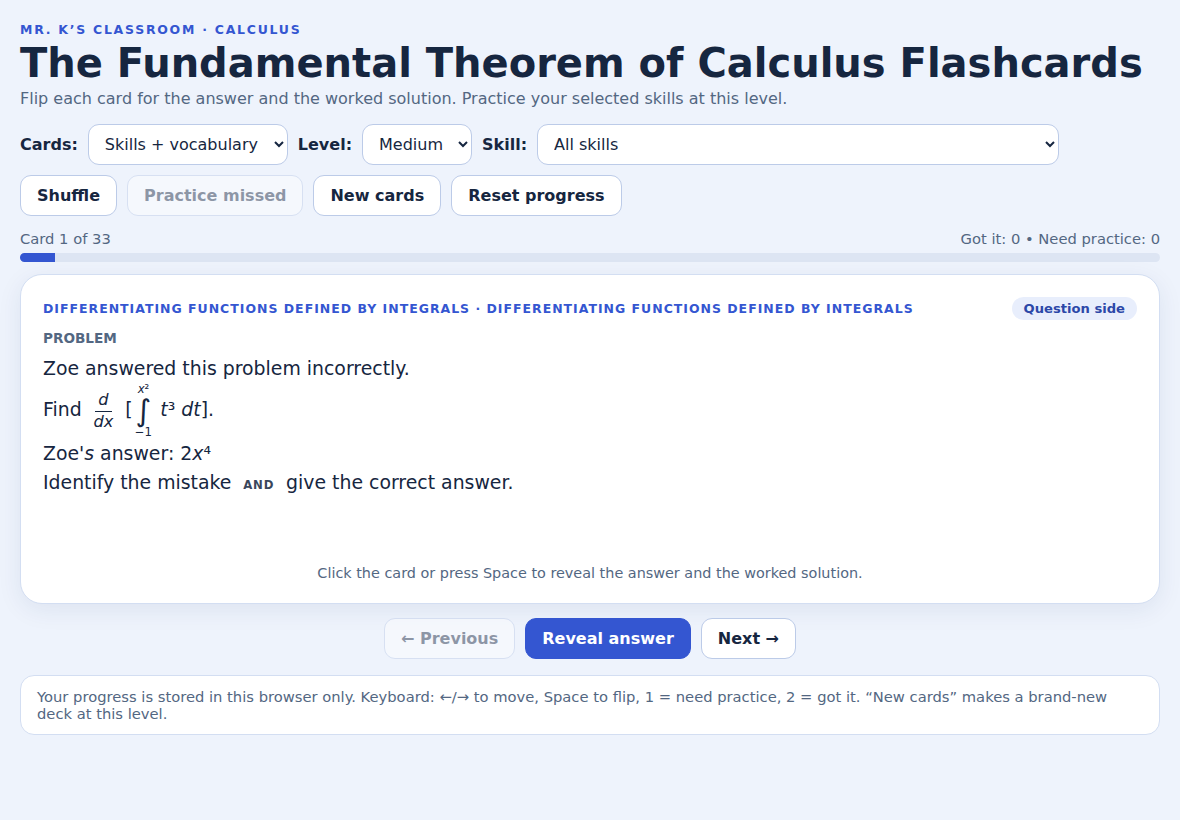 MR. K’S CLASSROOM · CALCULUS
The Fundamental Theorem of Calculus Flashcards
Flip each card for the answer and the worked solution. Practice your selected skills at this level.
Cards: Skills + vocabulary Level: Medium Skill: All skills
Shuffle Practice missed New cards Reset progress
Card 1 of 33 Got it: 0 • Need practice: 0
DIFFERENTIATING FUNCTIONS DEFINED BY INTEGRALS · DIFFERENTIATING FUNCTIONS DEFINED BY INTEGRALS Question side
PROBLEM
Zoe answered this problem incorrectly.
Find d/dx [∫₋₁^x² t³ dt].
Zoe's answer: 2x⁴
Identify the mistake AND give the correct answer.
Click the card or press Space to reveal the answer and the worked solution.
← Previous Reveal answer Next →
Your progress is stored in this browser only. Keyboard: ←/→ to move, Space to flip, 1 = need practice, 2 = got it. “New cards” makes a brand-new
deck at this level.